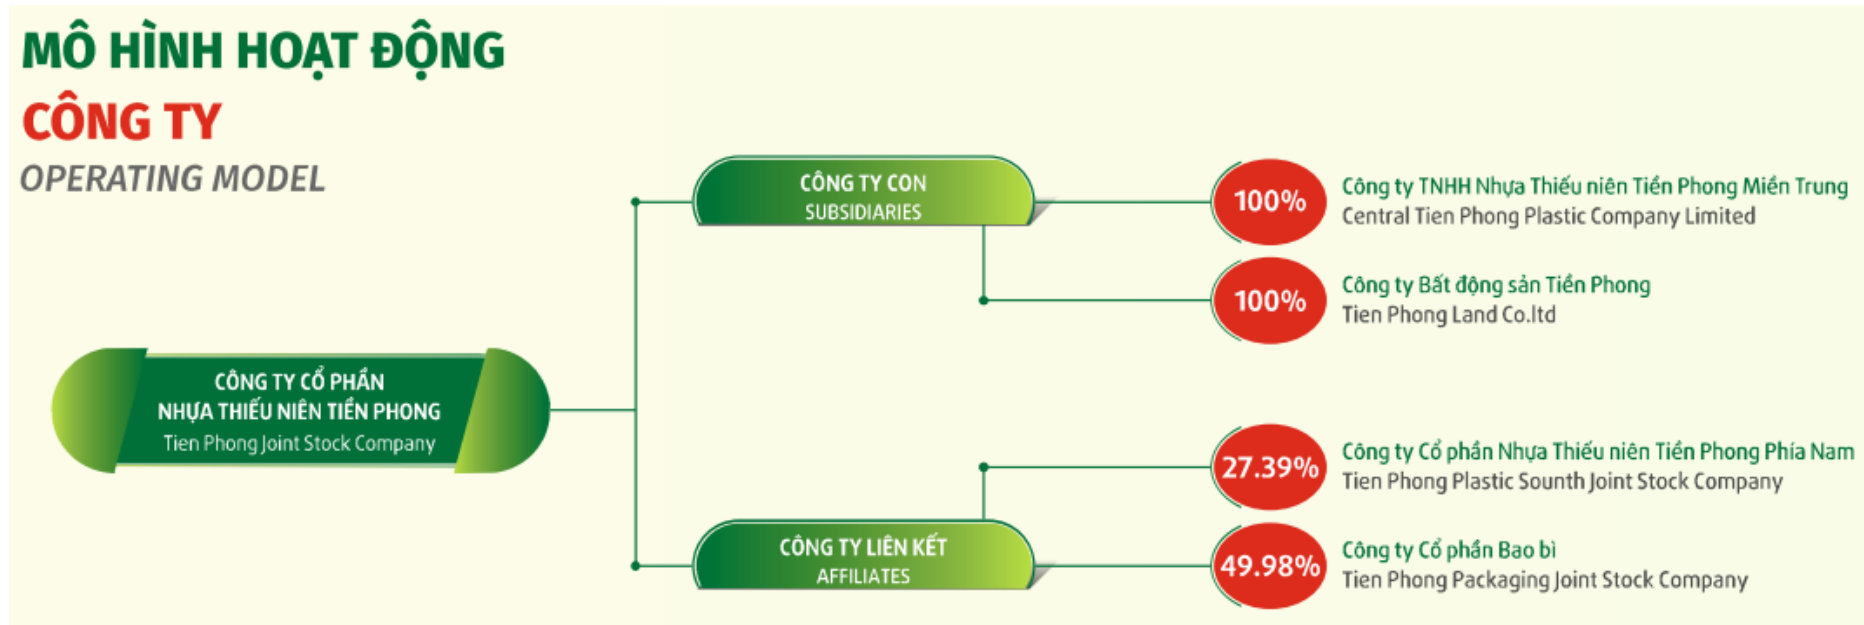 MÔ HÌNH HOẠT ĐỘNG
CÔNG TY
OPERATING MODEL
CÔNG TY CỔ PHẦN
NHỰA THIẾU NIÊN TIỀN PHONG
Tien Phong Joint Stock Company
CÔNG TY CON
SUBSIDIARIES
100%
Công ty TNHH Nhựa Thiếu niên Tiền Phong Miền Trung
Central Tien Phong Plastic Company Limited
100%
Công ty Bất động sản Tiền Phong
Tien Phong Land Co.ltd
CÔNG TY LIÊN KẾT
AFFILIATES
27.39%
Công ty Cổ phần Nhựa Thiếu niên Tiền Phong Phía Nam
Tien Phong Plastic Sounth Joint Stock Company
49.98%
Công ty Cổ phần Bao bì
Tien Phong Packaging Joint Stock Company